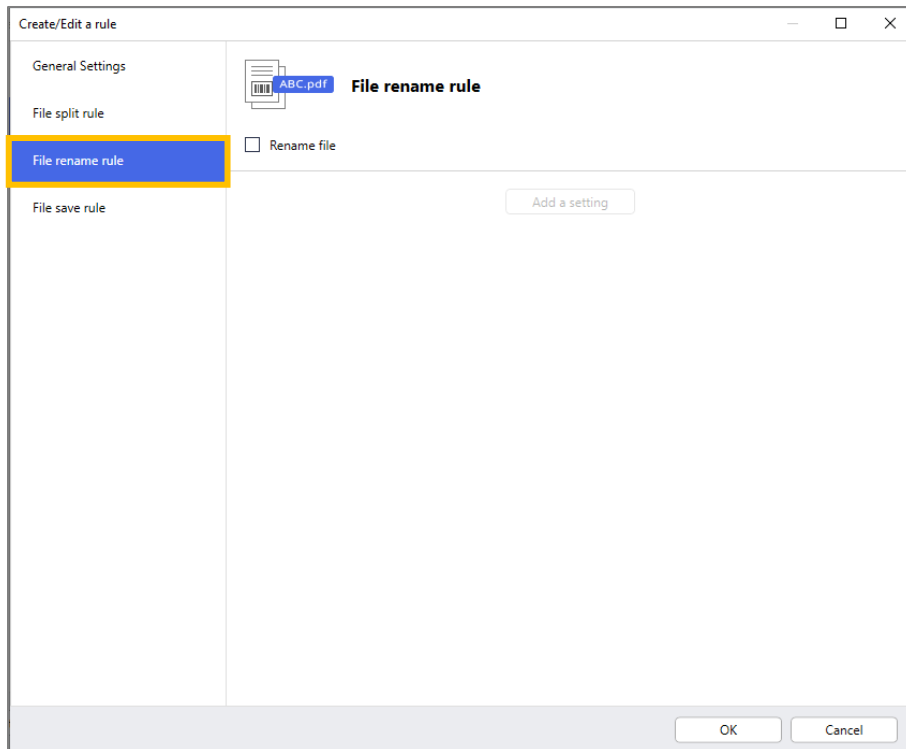 Create/Edit a rule
General Settings
File split rule
File rename rule
File save rule
ABC.pdf
File rename rule
Rename file
Add a setting
OK
Cancel